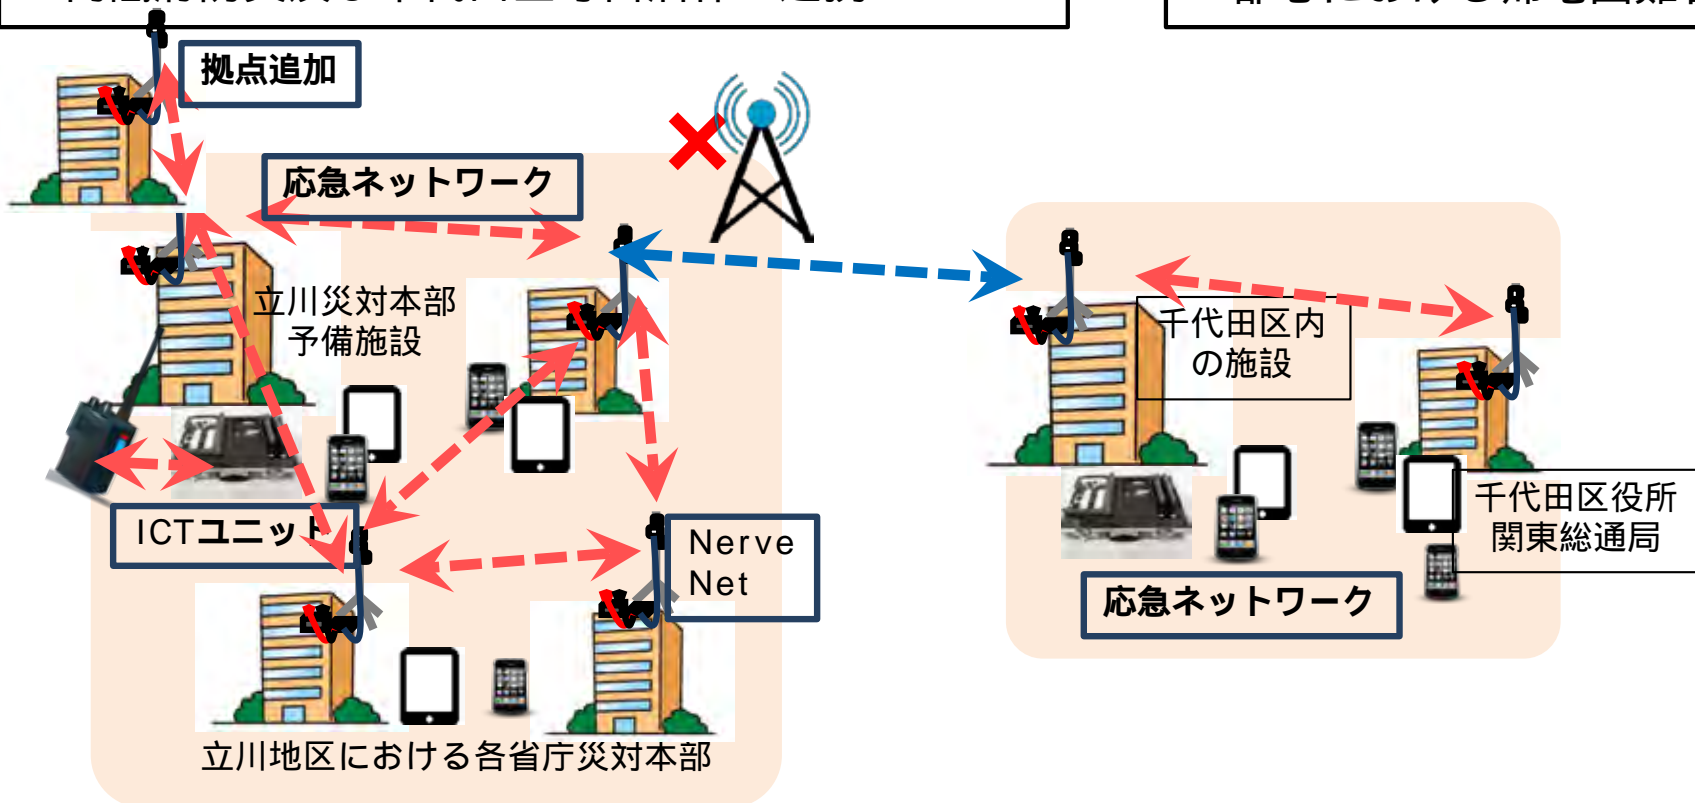 拠点追加
応急ネットワーク
立川災対本部
予備施設
千代田区内
の施設
ICTユニット
Nerve
Net
千代田区役所
関東総通局
応急ネットワーク
立川地区における各省庁災対本部